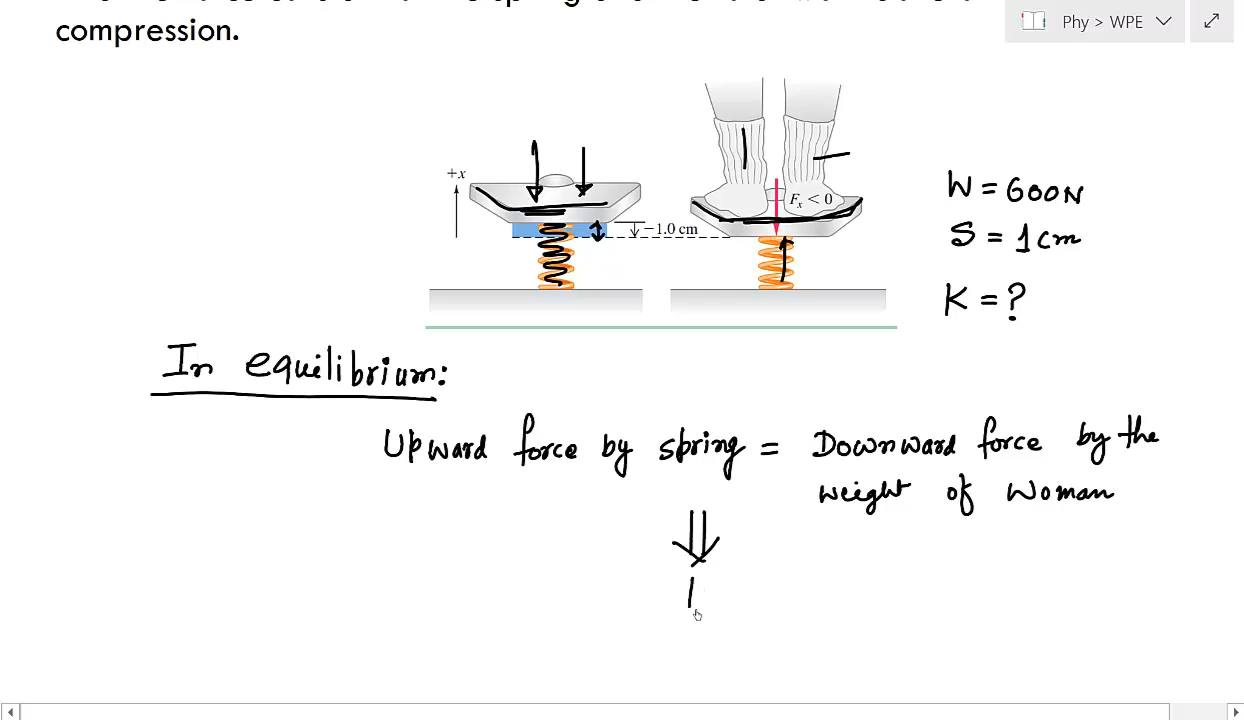 compression.
Phy > WPE
+x
−1.0 cm
Fx < 0
W = 600N
S = 1cm
K = ?
In equilibrium:
Upward force by spring = Downward force by the
weight of Woman